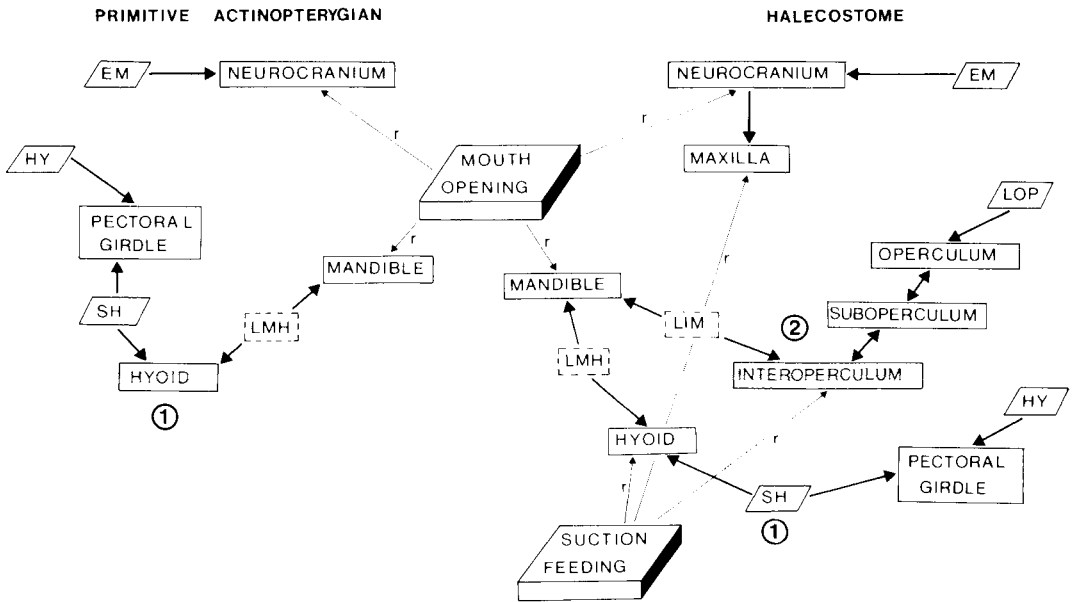 PRIMITIVE ACTINOPTERYGIAN
HALECOSTOME
EM
NEUROCRANIUM
NEUROCRANIUM
EM
r
r
HY
MOUTH
OPENING
MAXILLA
LOP
PECTORAL
GIRDLE
r
r
r
OPERCULUM
MANDIBLE
MANDIBLE
SH
LMH
LIM
2
SUBOPERCULUM
LMH
HYOID
INTEROPERCULUM
1
HY
HYOID
r
PECTORAL
GIRDLE
r
SH
1
SUCTION
FEEDING